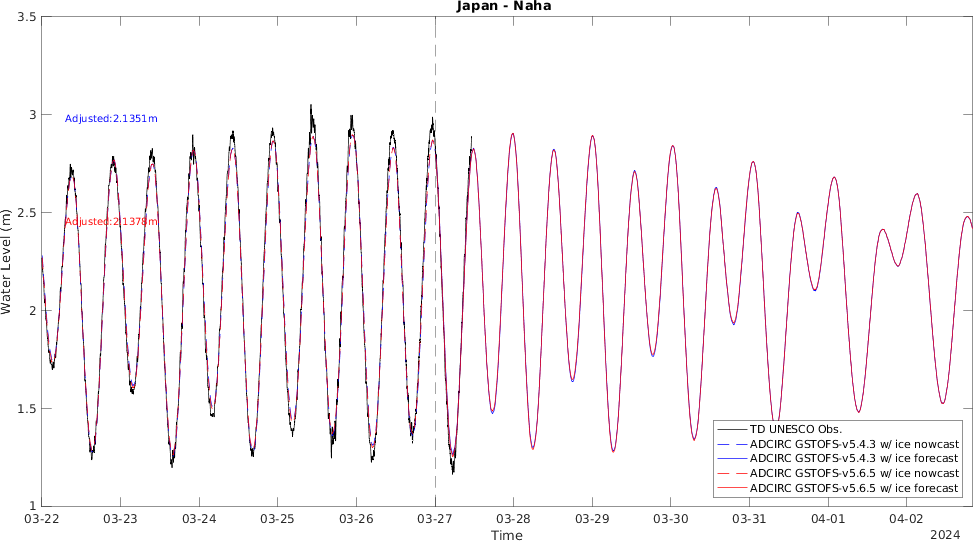 Japan - Naha
3.5
3
2.5
2
1.5
1
Water Level (m)
Adjusted:2.1351m
Adjusted:2.1378m
TD UNESCO Obs.
ADCIRC GSTOFS-v5.4.3 w/ ice nowcast
ADCIRC GSTOFS-v5.4.3 w/ ice forecast
ADCIRC GSTOFS-v5.6.5 w/ ice nowcast
ADCIRC GSTOFS-v5.6.5 w/ ice forecast
03-22 03-23 03-24 03-25 03-26 03-27 03-28 03-29 03-30 03-31 04-01 04-02
Time
2024